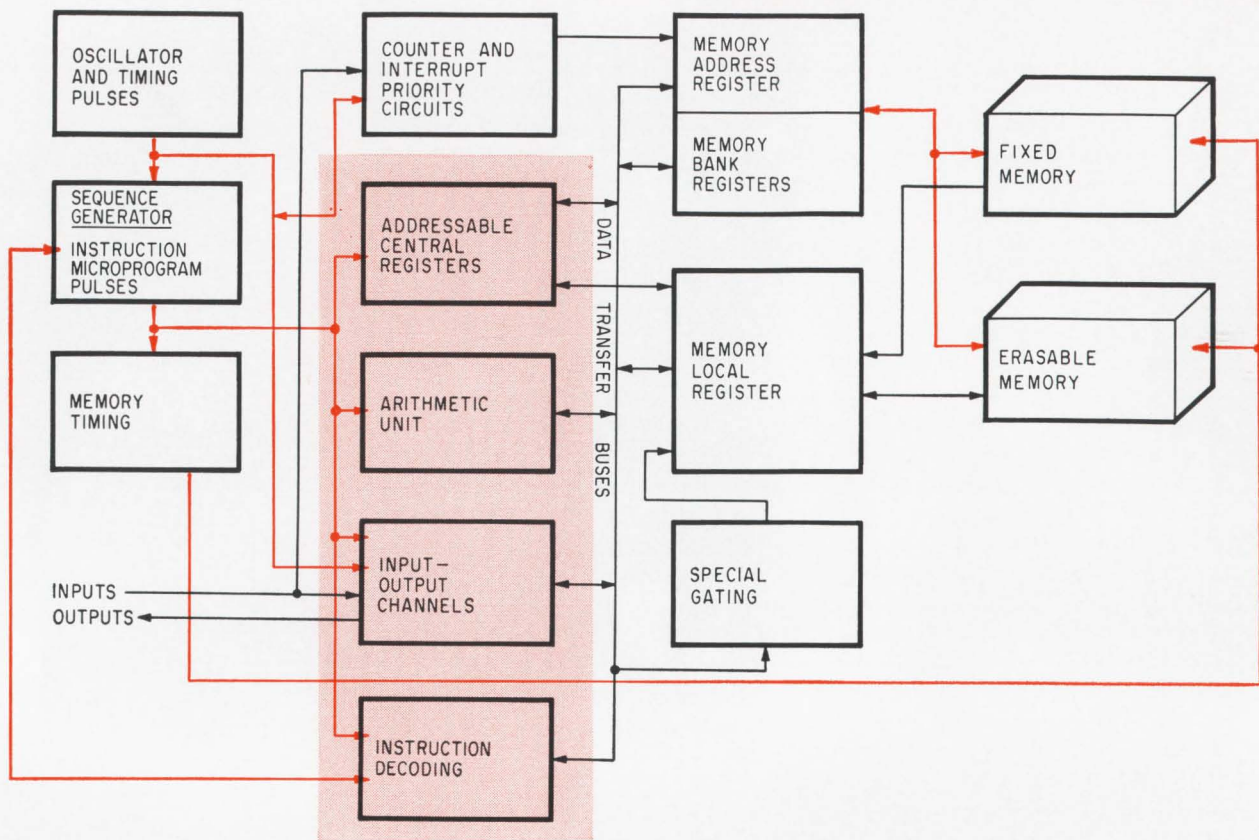 OSCILLATOR
AND TIMING
PULSES
SEQUENCE
GENERATOR
INSTRUCTION
MICROPROGRAM
PULSES
MEMORY
TIMING
INPUTS
OUTPUTS
COUNTER AND
INTERRUPT
PRIORITY
CIRCUITS
ADDRESSABLE
CENTRAL
REGISTERS
ARITHMETIC
UNIT
INPUT—
OUTPUT
CHANNELS
INSTRUCTION
DECODING
DATA TRANSFER BUSES
MEMORY
ADDRESS
REGISTER
MEMORY
BANK
REGISTERS
MEMORY
LOCAL
REGISTER
SPECIAL
GATING
FIXED
MEMORY
ERASABLE
MEMORY